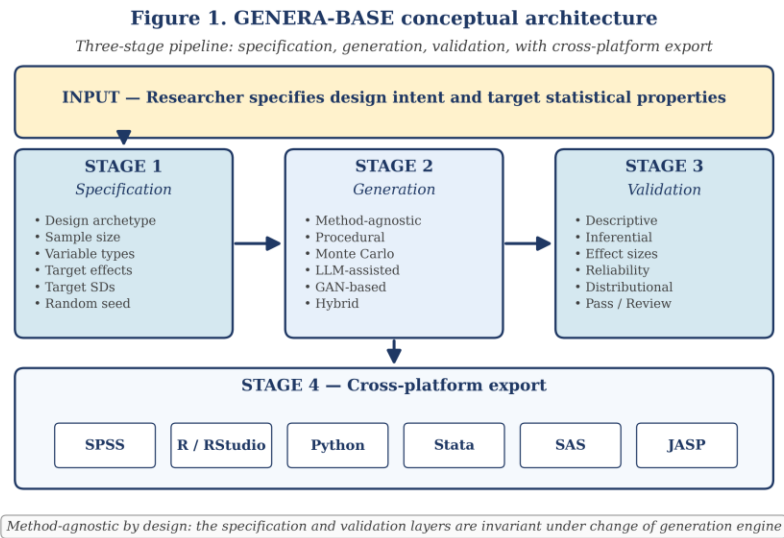 Figure 1. GENERA-BASE conceptual architecture
Three-stage pipeline: specification, generation, validation, with cross-platform export
INPUT — Researcher specifies design intent and target statistical properties
STAGE 1
Specification
• Design archetype
• Sample size
• Variable types
• Target effects
• Target SDs
• Random seed
STAGE 2
Generation
• Method-agnostic
• Procedural
• Monte Carlo
• LLM-assisted
• GAN-based
• Hybrid
STAGE 3
Validation
• Descriptive
• Inferential
• Effect sizes
• Reliability
• Distributional
• Pass / Review
STAGE 4 — Cross-platform export
SPSS
R / RStudio
Python
Stata
SAS
JASP
Method-agnostic by design: the specification and validation layers are invariant under change of generation engine